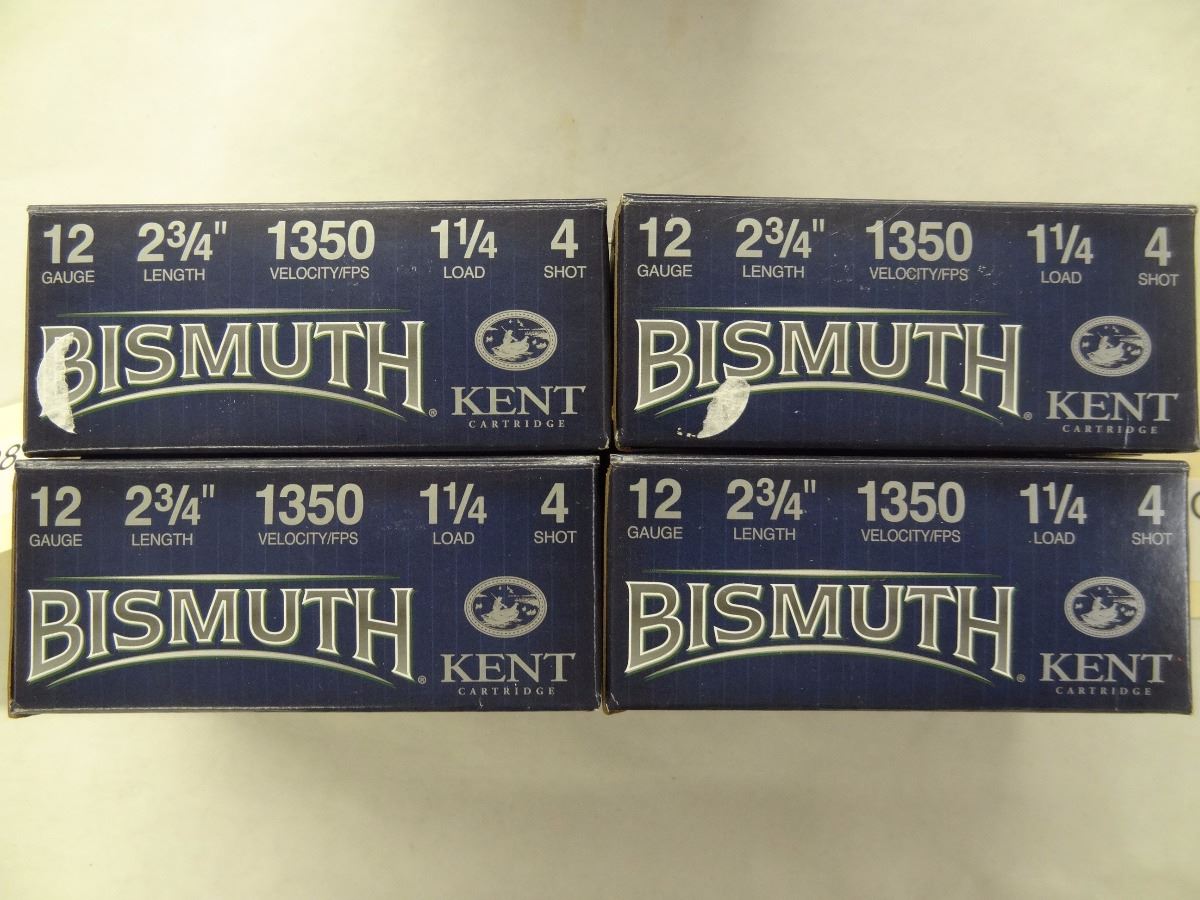 12 2¾" 1350 1¼ 4
GAUGE LENGTH VELOCITY/FPS LOAD SHOT
BISMUTH®
KENT
CARTRIDGE
12 2¾" 1350 1¼ 4
GAUGE LENGTH VELOCITY/FPS LOAD SHOT
BISMUTH®
KENT
CARTRIDGE
12 2¾" 1350 1¼ 4
GAUGE LENGTH VELOCITY/FPS LOAD SHOT
BISMUTH®
KENT
CARTRIDGE
12 2¾" 1350 1¼ 4
GAUGE LENGTH VELOCITY/FPS LOAD SHOT
BISMUTH®
KENT
CARTRIDGE